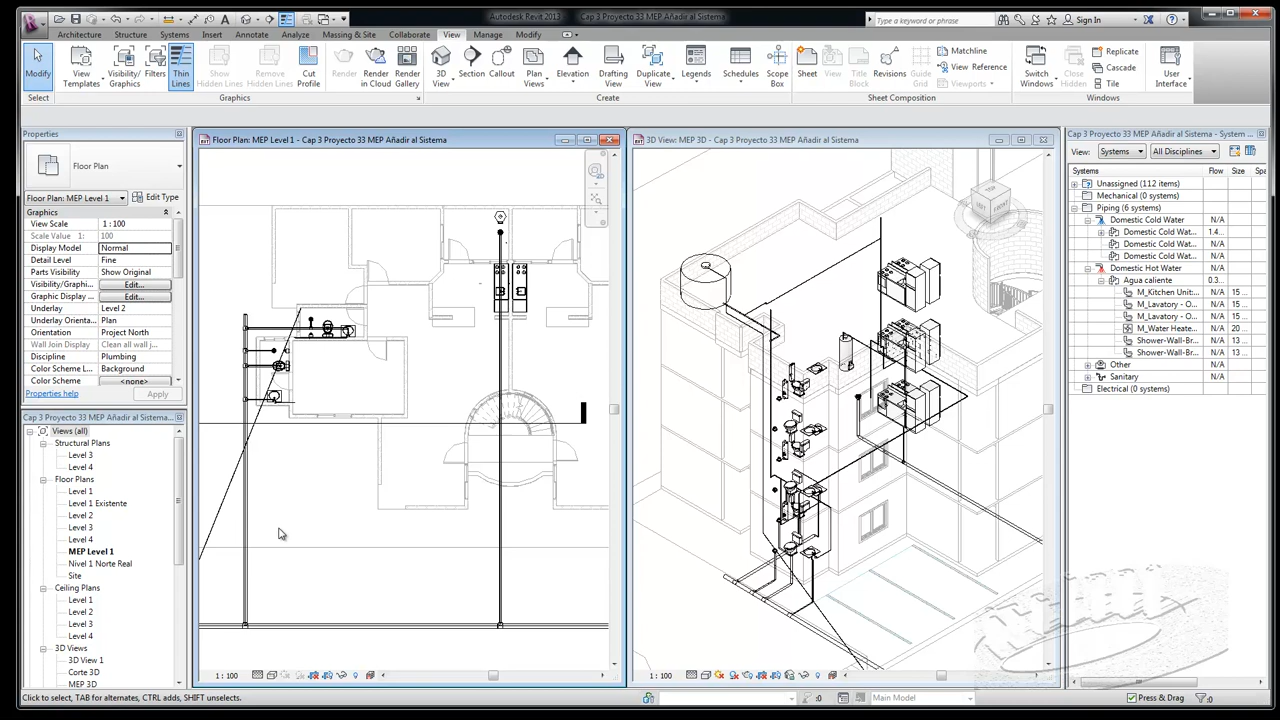 Autodesk Revit 2013 - Cap 3 Proyecto 33 MEP Añadir al Sistema
Type a keyword or phrase
Sign In
Architecture Structure Systems Insert Annotate Analyze Massing & Site Collaborate View Manage Modify
Modify
View Templates
Visibility/ Graphics
Filters
Thin Lines
Show Hidden Lines
Remove Hidden Lines
Cut Profile
Render
Render in Cloud
Render Gallery
3D View
Section
Callout
Plan Views
Elevation
Drafting View
Duplicate View
Legends
Schedules
Scope Box
Sheet
View
Title Block
Revisions
Guide Grid
Matchline
View Reference
Viewports
Switch Windows
Close Hidden
Replicate
Cascade
Tile
User Interface
Select Graphics Create Sheet Composition Windows
Properties
Floor Plan
Floor Plan: MEP Level 1 Edit Type
Graphics
View Scale 1 : 100
Scale Value 1: 100
Display Model Normal
Detail Level Fine
Parts Visibility Show Original
Visibility/Graphi... Edit...
Graphic Display ... Edit...
Underlay Level 2
Underlay Orienta... Plan
Orientation Project North
Wall Join Display Clean all wall j...
Discipline Plumbing
Color Scheme L... Background
Color Scheme <none>
Properties help Apply
Cap 3 Proyecto 33 MEP Añadir al Sistema...
Views (all)
Structural Plans
Level 3
Level 4
Floor Plans
Level 1
Level 1 Existente
Level 2
Level 3
Level 4
MEP Level 1
Nivel 1 Norte Real
Site
Ceiling Plans
Level 1
Level 2
Level 3
Level 4
3D Views
3D View 1
Corte 3D
MEP 3D
Floor Plan: MEP Level 1 - Cap 3 Proyecto 33 MEP Añadir al Sistema
1 : 100
3D View: MEP 3D - Cap 3 Proyecto 33 MEP Añadir al Sistema
TOP
LEFT
FRONT
1 : 100
Cap 3 Proyecto 33 MEP Añadir al Sistema - System ...
View: Systems All Disciplines
Systems Flow Size Spa
Unassigned (112 items)
Mechanical (0 systems)
Piping (6 systems)
Domestic Cold Water N/A
Domestic Cold Wat... 1.4...
Domestic Cold Wat... N/A
Domestic Cold Wat... N/A
Domestic Hot Water N/A
Agua caliente 0.3...
M_Kitchen Unit:... N/A 15 ...
M_Lavatory - O... N/A 15 ...
M_Lavatory - O... N/A 15 ...
M_Water Heate... N/A 20 ...
Shower-Wall-Br... N/A 13 ...
Shower-Wall-Br... N/A 13 ...
Other N/A
Sanitary N/A
Electrical (0 systems)
Click to select, TAB for alternates, CTRL adds, SHIFT unselects.
:0
Main Model
Press & Drag
:0